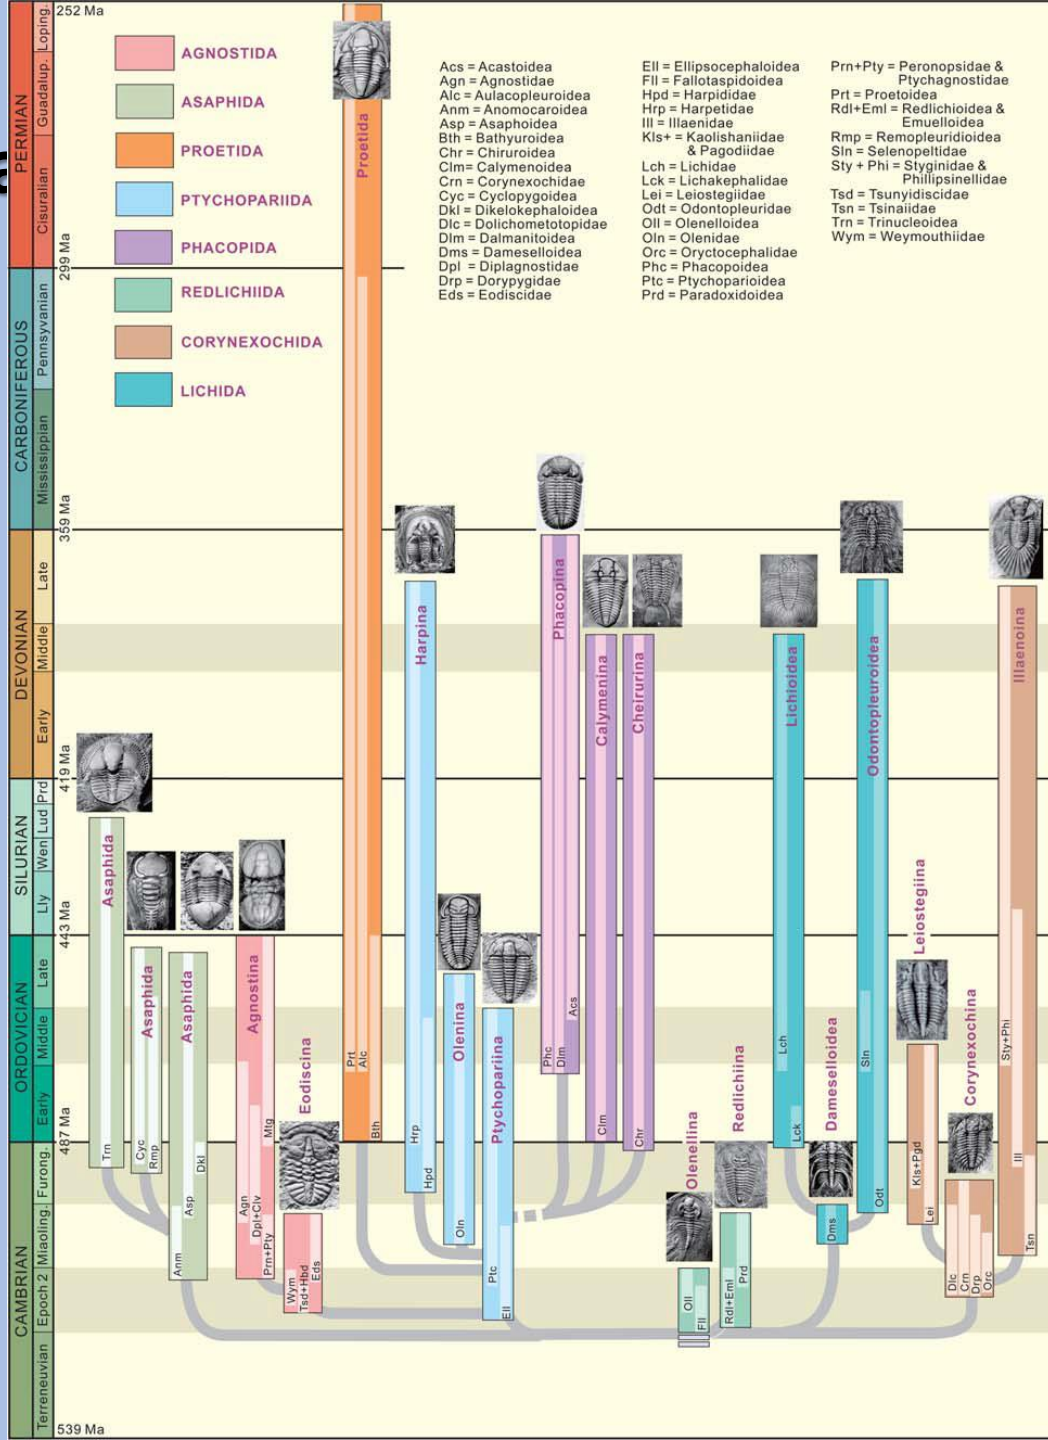 252 Ma
299 Ma
359 Ma
419 Ma
443 Ma
487 Ma
539 Ma
PERMIAN
Loping.
Guadalup.
Cisuralian
CARBONIFEROUS
Pennsyvanian
Mississippian
DEVONIAN
Late
Middle
Early
SILURIAN
Prd
Lud
Wen
Lly
ORDOVICIAN
Late
Middle
Early
CAMBRIAN
Furong.
Miaoling.
Epoch 2
Terreneuvian
AGNOSTIDA
ASAPHIDA
PROETIDA
PTYCHOPARIIDA
PHACOPIDA
REDLICHIIDA
CORYNEXOCHIDA
LICHIDA
Acs = Acastoidea
Agn = Agnostidae
Alc = Aulacopleuroidea
Anm = Anomocaroidea
Asp = Asaphoidea
Bth = Bathyuroidea
Chr = Chiruroidea
Clm= Calymenoidea
Crn = Corynexochidae
Cyc = Cyclopygoidea
Dkl = Dikelokephaloidea
Dlc = Dolichometotopidae
Dlm = Dalmanitoidea
Dms = Dameselloidea
Dpl = Diplagnostidae
Drp = Dorypygidae
Eds = Eodiscidae
Ell = Ellipsocephaloidea
Fll = Fallotaspidoidea
Hpd = Harpididae
Hrp = Harpetidae
Ill = Illaenidae
Kls+ = Kaolishaniidae
& Pagodiidae
Lch = Lichidae
Lck = Lichakephalidae
Lei = Leiostegiidae
Odt = Odontopleuridae
Oll = Olenelloidea
Oln = Olenidae
Orc = Oryctocephalidae
Phc = Phacopoidea
Ptc = Ptychoparioidea
Prd = Paradoxidoidea
Prn+Pty = Peronopsidae &
Ptychagnostidae
Prt = Proetoidea
Rdl+Eml = Redlichioidea &
Emuelloidea
Rmp = Remopleuridioidea
Sln = Selenopeltidae
Sty + Phi = Styginidae &
Phillipsinellidae
Tsd = Tsunyidiscidae
Tsn = Tsinaiidae
Trn = Trinucleoidea
Wym = Weymouthiidae
Asaphida
Trn
Asaphida
Cyc
Rmp
Asaphida
Anm
Asp
Dkl
Agnostina
Agn
Dpl+Clv
Prn+Pty
Mtg
Eodiscina
Wym
Tsd+Hbd
Eds
Proetida
Prt
Alc
Bth
Harpina
Hrp
Hpd
Olenina
Oln
Ptychopariina
Ptc
Ell
Phacopina
Phc
Dlm
Acs
Calymenina
Clm
Cheirurina
Chr
Olenellina
Oll
Fll
Redlichiina
Rdl+Eml
Prd
Lichioidea
Lch
Lck
Dameselloidea
Dms
Odontopleuroidea
Sln
Odt
Leiostegiina
Kls+Pgd
Lei
Corynexochina
Dlc
Crn
Drp
Orc
Illaenoina
Sty+Phi
Ill
Tsn